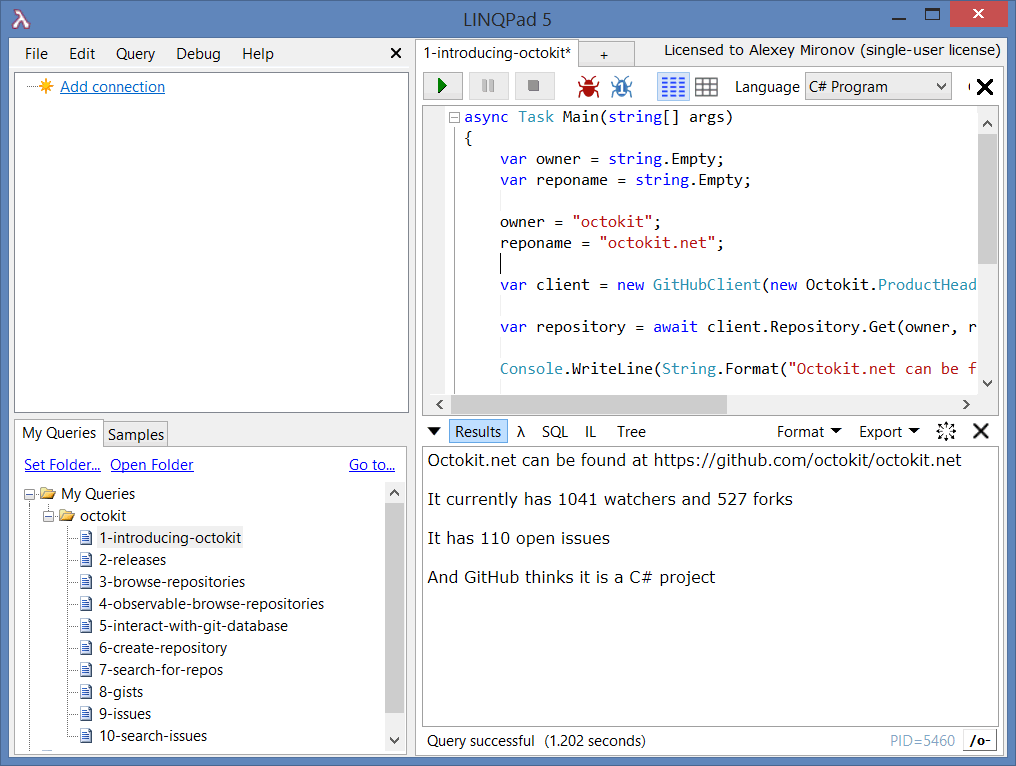 LINQPad 5
File Edit Query Debug Help
Add connection
My Queries Samples
Set Folder... Open Folder Go to...
My Queries
octokit
1-introducing-octokit
2-releases
3-browse-repositories
4-observable-browse-repositories
5-interact-with-git-database
6-create-repository
7-search-for-repos
8-gists
9-issues
10-search-issues
1-introducing-octokit* + Licensed to Alexey Mironov (single-user license)
Language C# Program
async Task Main(string[] args)
{
var owner = string.Empty;
var reponame = string.Empty;
owner = "octokit";
reponame = "octokit.net";
var client = new GitHubClient(new Octokit.ProductHead
var repository = await client.Repository.Get(owner, r
Console.WriteLine(String.Format("Octokit.net can be f
Results λ SQL IL Tree Format Export
Octokit.net can be found at https://github.com/octokit/octokit.net
It currently has 1041 watchers and 527 forks
It has 110 open issues
And GitHub thinks it is a C# project
Query successful (1.202 seconds) PID=5460 /o-